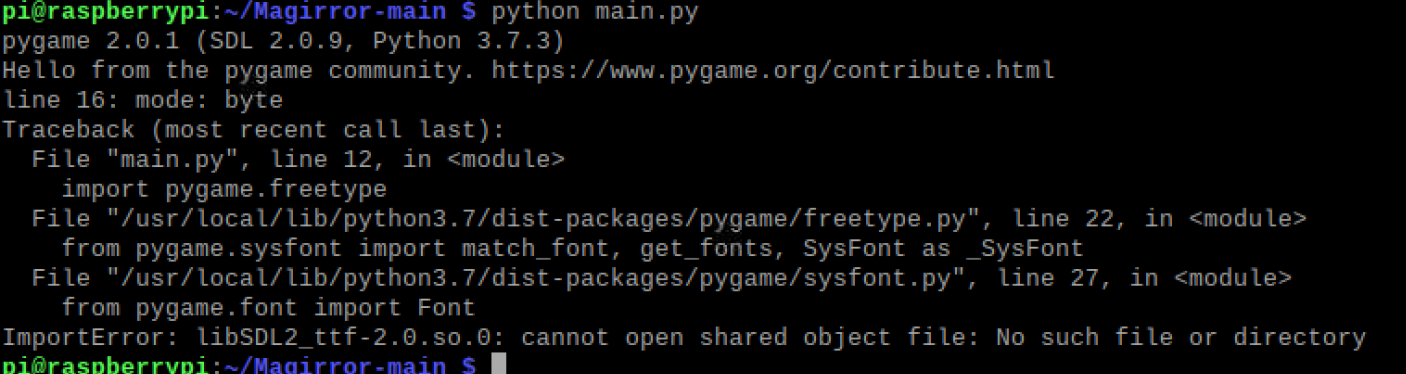 pi@raspberrypi:~/Magirror-main $ python main.py
pygame 2.0.1 (SDL 2.0.9, Python 3.7.3)
Hello from the pygame community. https://www.pygame.org/contribute.html
line 16: mode: byte
Traceback (most recent call last):
  File "main.py", line 12, in <module>
    import pygame.freetype
  File "/usr/local/lib/python3.7/dist-packages/pygame/freetype.py", line 22, in <module>
    from pygame.sysfont import match_font, get_fonts, SysFont as _SysFont
  File "/usr/local/lib/python3.7/dist-packages/pygame/sysfont.py", line 27, in <module>
    from pygame.font import Font
ImportError: libSDL2_ttf-2.0.so.0: cannot open shared object file: No such file or directory
pi@raspberrypi:~/Magirror-main $